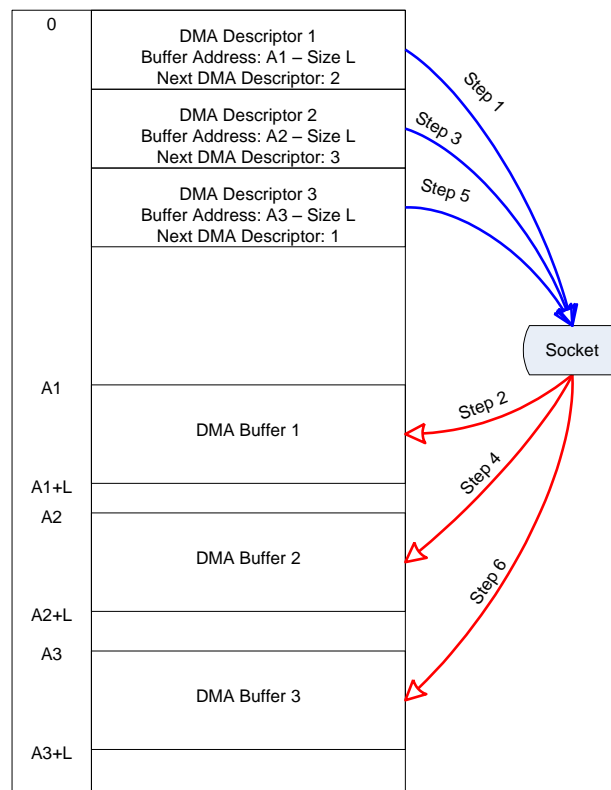 0
DMA Descriptor 1
Buffer Address: A1 – Size L
Next DMA Descriptor: 2
DMA Descriptor 2
Buffer Address: A2 – Size L
Next DMA Descriptor: 3
DMA Descriptor 3
Buffer Address: A3 – Size L
Next DMA Descriptor: 1
Step 1
Step 3
Step 5
Socket
A1
DMA Buffer 1
A1+L
A2
DMA Buffer 2
A2+L
A3
DMA Buffer 3
A3+L
Step 2
Step 4
Step 6